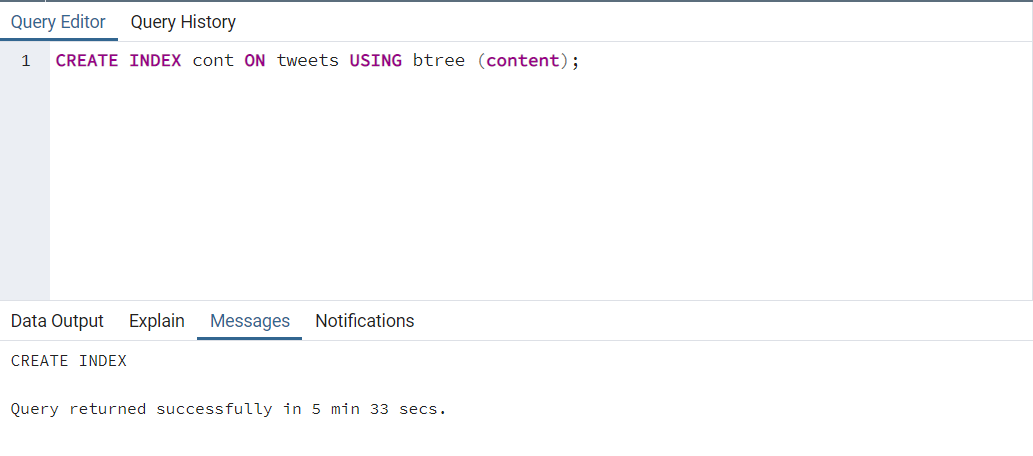 Query Editor Query History
1 CREATE INDEX cont ON tweets USING btree (content);
Data Output Explain Messages Notifications
CREATE INDEX
Query returned successfully in 5 min 33 secs.